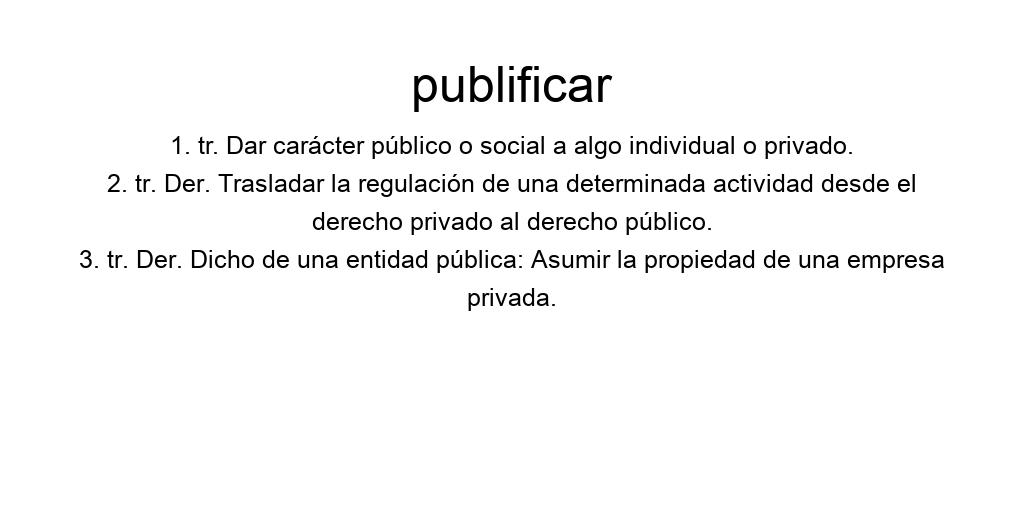 publificar
1. tr. Dar carácter público o social a algo individual o privado.
2. tr. Der. Trasladar la regulación de una determinada actividad desde el
derecho privado al derecho público.
3. tr. Der. Dicho de una entidad pública: Asumir la propiedad de una empresa
privada.